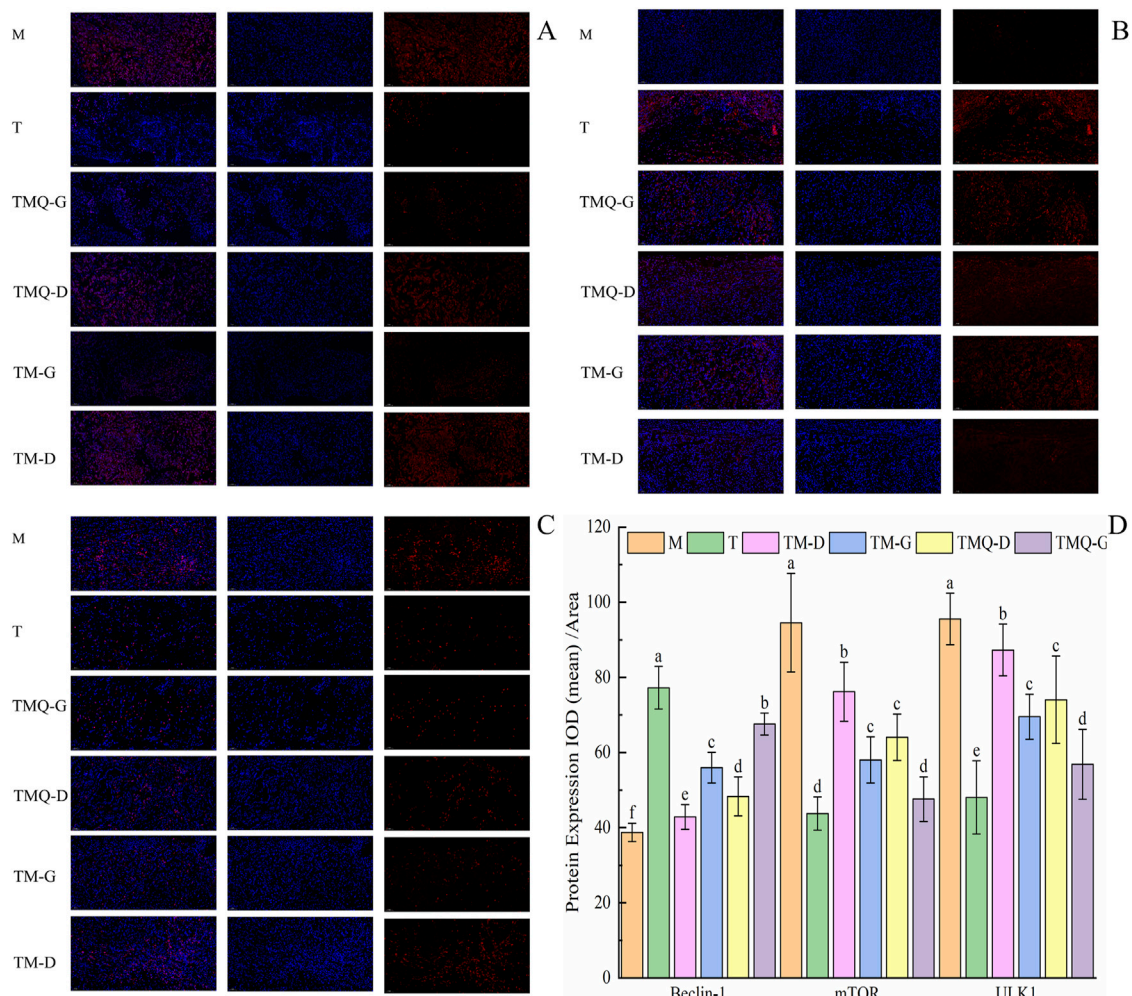 A
M
T
TMQ-G
TMQ-D
TM-G
TM-D
B
M
T
TMQ-G
TMQ-D
TM-G
TM-D
C
M
T
TMQ-G
TMQ-D
TM-G
TM-D
D
Protein Expression IOD (mean) /Area
120
100
80
60
40
20
0
M T TM-D TM-G TMQ-D TMQ-G
f a e c d b
a d b c c d
a e b c c d
Beclin-1 mTOR ULK1